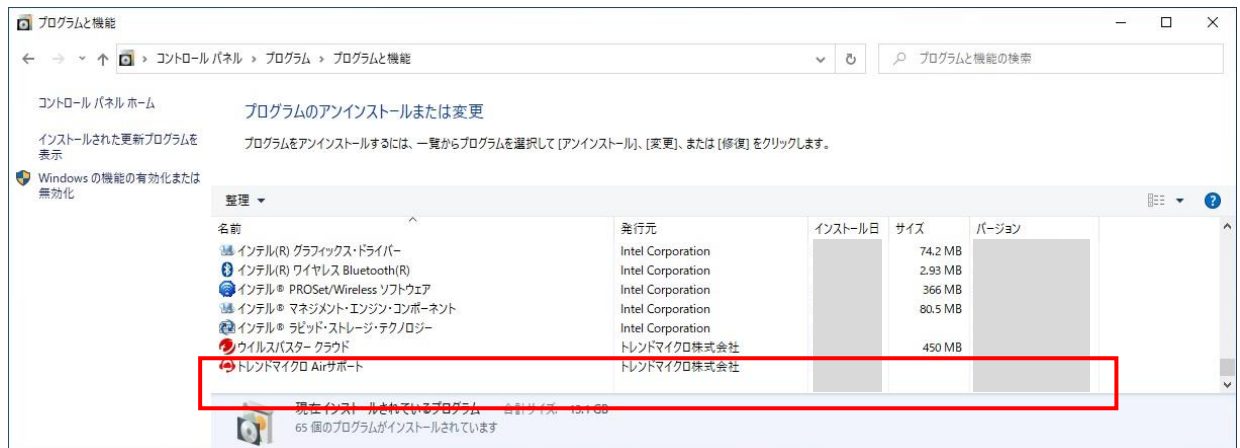 プログラムと機能
コントロール パネル › プログラム › プログラムと機能
プログラムと機能の検索
コントロール パネル ホーム
インストールされた更新プログラムを
表示
Windows の機能の有効化または
無効化
プログラムのアンインストールまたは変更
プログラムをアンインストールするには、一覧からプログラムを選択して [アンインストール]、[変更]、または [修復] をクリックします。
整理
名前 発行元 インストール日 サイズ バージョン
インテル(R) グラフィックス・ドライバー Intel Corporation 74.2 MB
インテル(R) ワイヤレス Bluetooth(R) Intel Corporation 2.93 MB
インテル® PROSet/Wireless ソフトウェア Intel Corporation 366 MB
インテル® マネジメント・エンジン・コンポーネント Intel Corporation 80.5 MB
インテル® ラピッド・ストレージ・テクノロジー Intel Corporation
ウイルスバスター クラウド トレンドマイクロ株式会社 450 MB
トレンドマイクロ Airサポート トレンドマイクロ株式会社
現在インストールされているプログラム 合計サイズ: 15.1 GB
65 個のプログラムがインストールされています